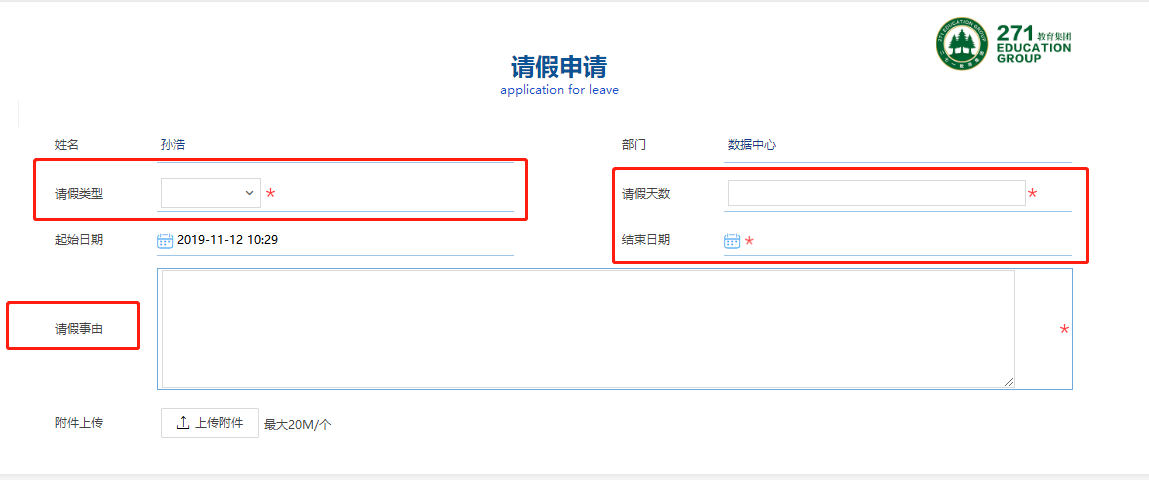 271 教育集团
EDUCATION
GROUP
请假申请
application for leave
姓名 孙浩 部门 数据中心
请假类型 * 请假天数 *
起始日期 2019-11-12 10:29 结束日期 *
请假事由 *
附件上传 上传附件 最大20M/个